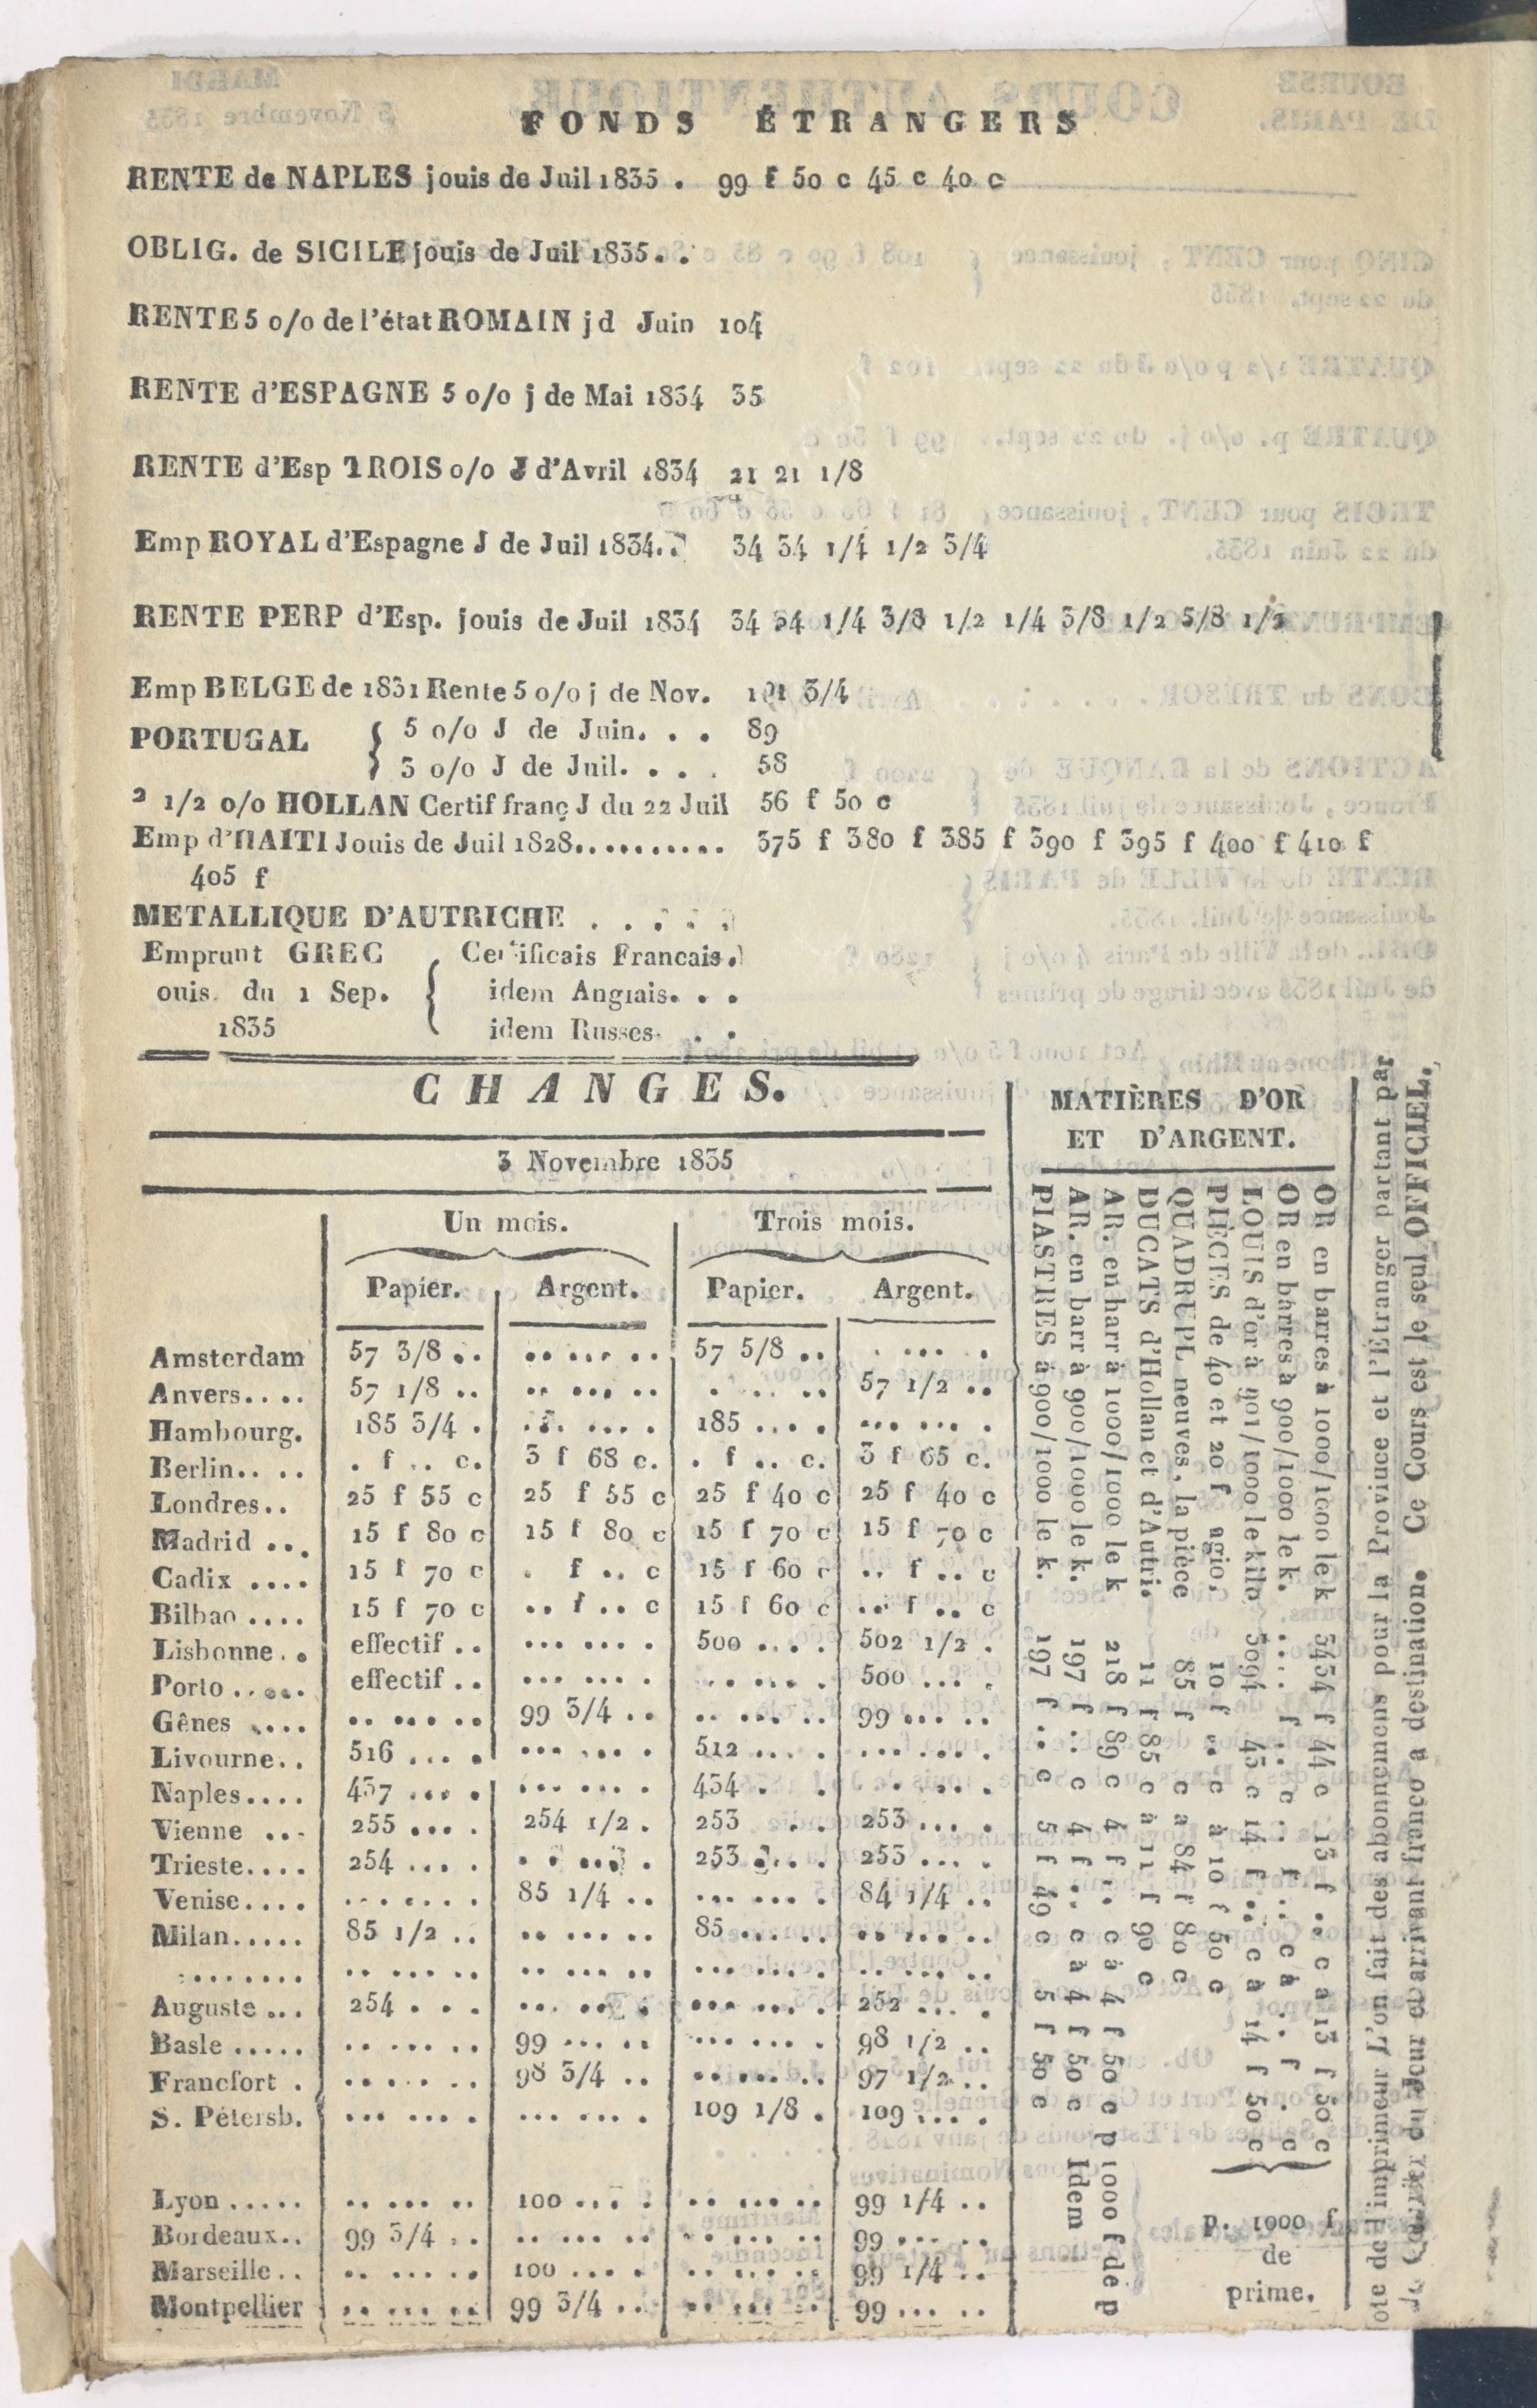 FONDS ÉTRANGERS
RENTE de NAPLES jouis de Juil 1835 . 99 f 50 c 45 c 40 c
OBLIG. de SICILE jouis de Juil 1835. .
RENTE 5 o/o de l'état ROMAIN j d Juin 104
RENTE d'ESPAGNE 5 o/o j de Mai 1834 35
RENTE d'Esp TROIS o/o J d'Avril 1834 21 21 1/8
Emp ROYAL d'Espagne J de Juil 1834. . 34 34 1/4 1/2 3/4
RENTE PERP d'Esp. jouis de Juil 1834 34 34 1/4 3/8 1/2 1/4 3/8 1/2 5/8 1/2
Emp BELGE de 1831 Rente 5 o/o j de Nov. 101 3/4
PORTUGAL { 5 o/o J de Juin. . . 89
3 o/o J de Juil. . . . 58
2 1/2 o/o HOLLAN Certif franç J du 22 Juil 56 f 50 c
Emp d'HAITI Jouis de Juil 1828.......... 375 f 380 f 385 f 390 f 395 f 400 f 410 f
405 f
METALLIQUE D'AUTRICHE . . . . .
Emprunt GREC { Certificais Francais.
ouis. du 1 Sep. idem Anglais. . .
1835 idem Russes. . .
CHANGES.
3 Novembre 1835
Un mois. Trois mois.
Papier. Argent. Papier. Argent.
Amsterdam 57 3/8 .. .. ... .. 57 5/8 .. . ... .
Anvers.... 57 1/8 .. .. ... .. . ... .. 57 1/2 ..
Hambourg. 185 3/4 . ... ... . 185 .... ... ... .
Berlin.. .. . f .. c. 3 f 68 c. . f .. c. 3 f 65 c.
Londres.. 25 f 55 c 25 f 55 c 25 f 40 c 25 f 40 c
Madrid ... 15 f 80 c 15 f 80 c 15 f 70 c 15 f 70 c
Cadix .... 15 f 70 c . f .. c 15 f 60 c .. f .. c
Bilbao .... 15 f 70 c .. f .. c 15 f 60 c .. f .. c
Lisbonne. . effectif .. ... ... . 500 .... 502 1/2 .
Porto ..... effectif .. ... ... . .. ... . 500 ... .
Gênes .... .. ... .. 99 3/4 .. .. ... .. 99 ... ..
Livourne.. 516 ... . ... ... . 512 ... . ... ... .
Naples.... 437 ... . ... ... . 434 . . .. ... .
Vienne ... 255 ... . 254 1/2 . 253 . . 253 ... .
Trieste.... 254 ... . . . ... . 253 ... . 253 ... .
Venise.... ... ... . 85 1/4 .. ... ... . 84 1/4 ..
Milan..... 85 1/2 .. .. ... .. 85 ... .. .. ... ..
........ .. ... .. .. ... .. ... ... . .. ... ..
Auguste ... 254 . . . ... ... . ... ... . 252 ... .
Basle ..... .. ... .. 99 ... .. ... ... . 98 1/2 ..
Francfort . .. ... .. 98 3/4 .. .. ... .. 97 1/2 ..
S. Pétersb. ... ... . ... ... . 109 1/8 . 109 ... .
Lyon ..... .. ... .. 100 ... . .. ... .. 99 1/4 ..
Bordeaux.. 99 3/4 .. .. ... .. .. ... .. 99 ... ..
Marseille.. .. ... .. 100 ... . .. ... .. 99 1/4 ..
Montpellier .. ... .. 99 3/4 .. .. ... .. 99 ... ..
MATIÈRES D'OR
ET D'ARGENT.
OR en barres à 1000/1000 le k 3434 f 44 c 13 f .. c a 13 f 50 c
OR en barres à 900/1000 le k. .... f ... c .. f .. c à .. f . c
LOUIS d'or à 901/1000 le kilo 3094 43 c 14 f .. c à 14 f 50 c
PIÈCES de 40 et 20 f agio, 10 f .. c à 10 f 50 c
QUADRUPL neuves, la pièce 85 f c a 84 f 80 c
DUCATS d'Hollan et d'Autri. 11 f 85 c à 11 f 90 c
AR. en barr à 1000/1000 le k 218 f 89 c 4 f .. c à 4 f 50 c p 1000 f de p
AR. en barr à 900/1000 le k. 197 f .. c 4 f .. c à 4 f 50 c Idem
PIASTRES à 900/1000 le k. 197 f .. c 5 f 49 c 5 f 50 c
p. 1000 f
de
prime.
de d'imprimeur L'on fait des abonnemens pour la Province et l'Étranger partant par
du Jour et arrivant franco a destination. Ce Cours est le seul OFFICIEL.